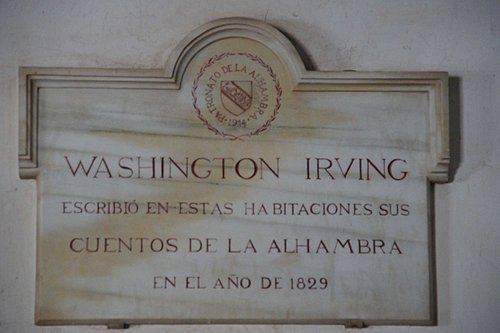 PATRONATO DE LA ALHAMBRA
·1914·
WASHINGTON IRVING
ESCRIBIÓ EN ESTAS HABITACIONES SUS
CUENTOS DE LA ALHAMBRA
EN EL AÑO DE 1829